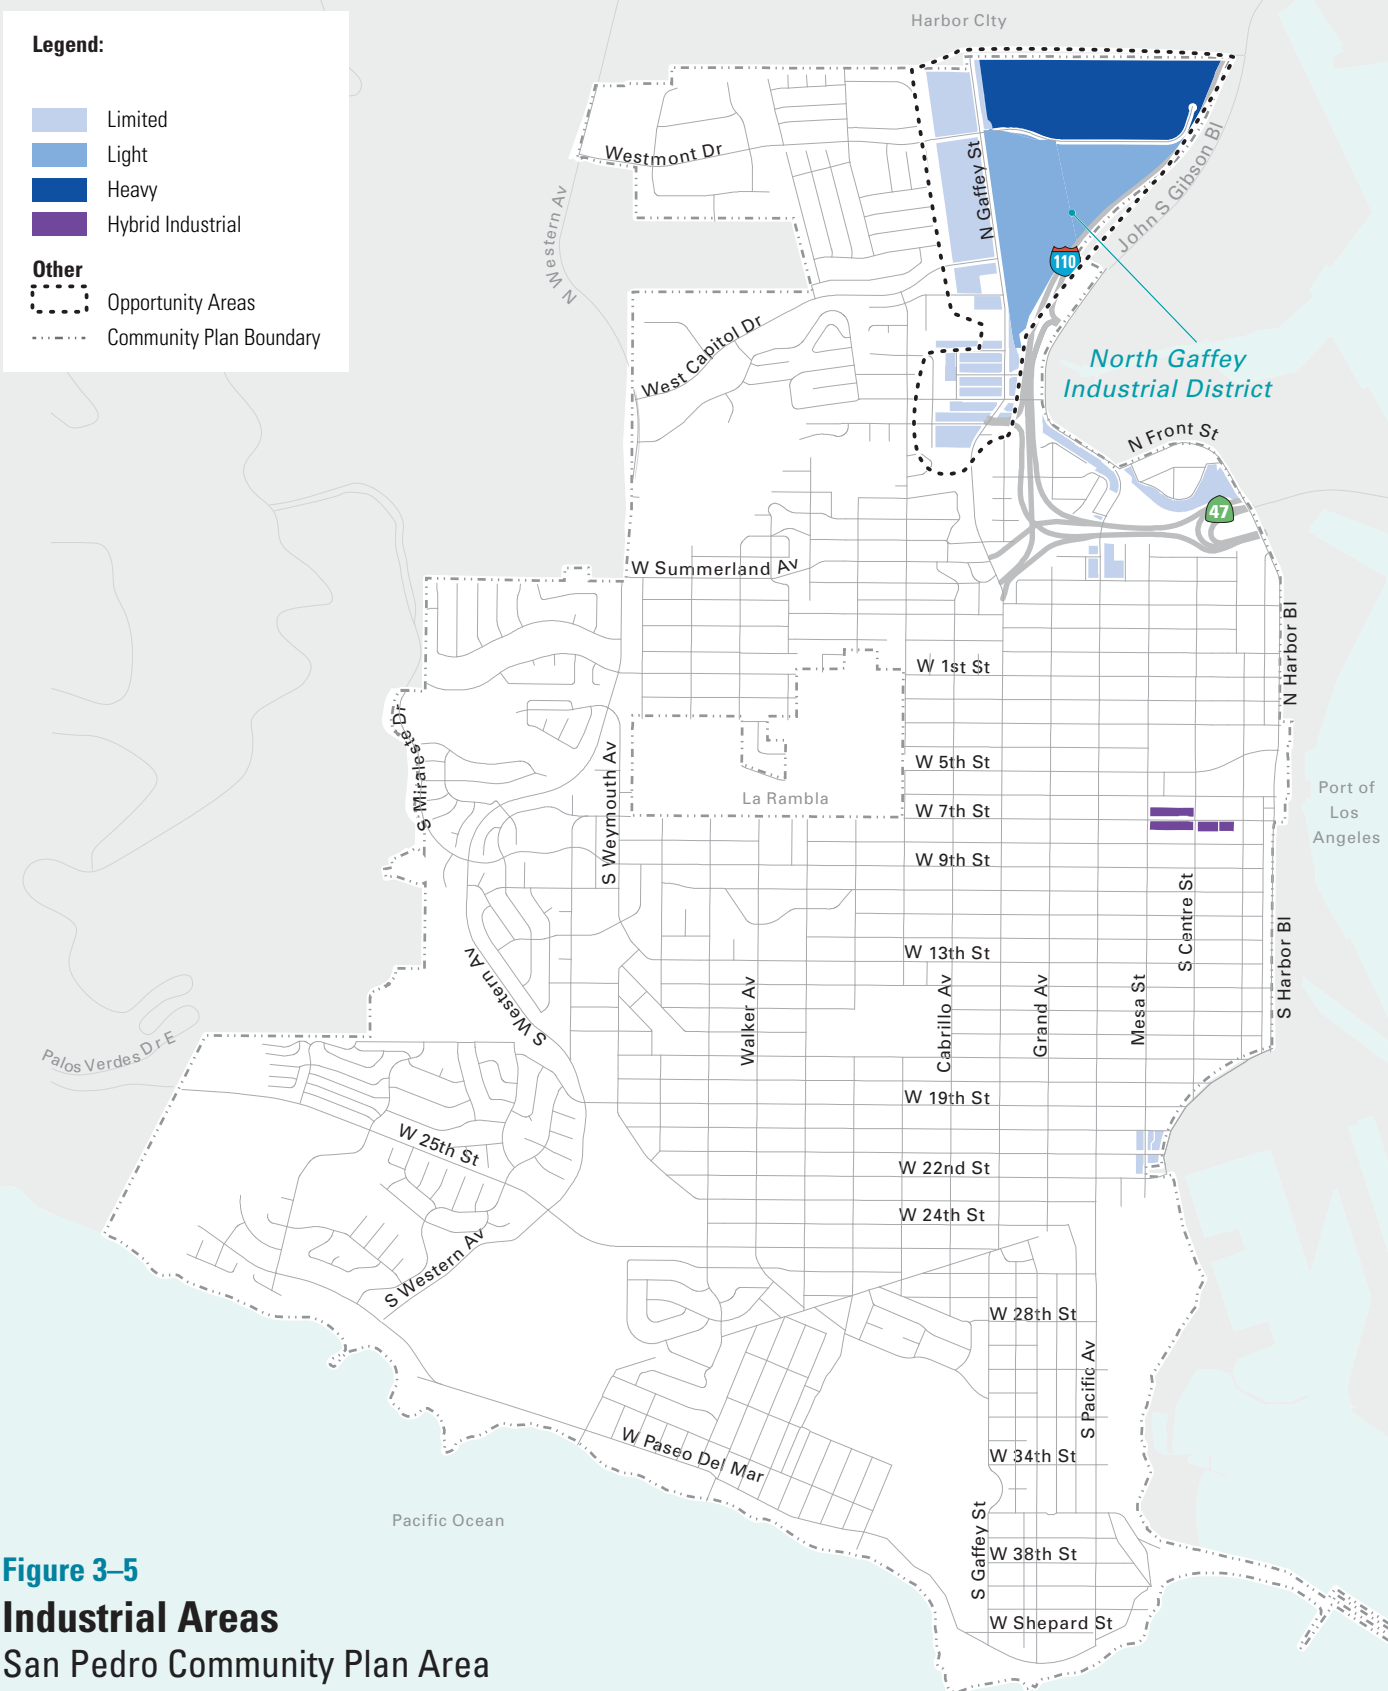 Harbor CIty
Legend:
Limited
Light
Heavy
Hybrid Industrial
Other
Opportunity Areas
Community Plan Boundary
Westmont Dr
N Gaffey St
John S Gibson Bl
N Western Av
110
West Capitol Dr
North Gaffey
Industrial District
N Front St
47
W Summerland Av
N Harbor Bl
W 1st St
S Miraleste Dr
S Weymouth Av
W 5th St
La Rambla
W 7th St
Port of
Los
Angeles
W 9th St
S Centre St
S Harbor Bl
W 13th St
S Western Av
Walker Av
Cabrillo Av
Grand Av
Mesa St
Palos Verdes Dr E
W 19th St
W 25th St
W 22nd St
W 24th St
S Western Av
W 28th St
S Pacific Av
W Paseo Del Mar
W 34th St
Pacific Ocean
S Gaffey St
W 38th St
W Shepard St
Figure 3–5
Industrial Areas
San Pedro Community Plan Area